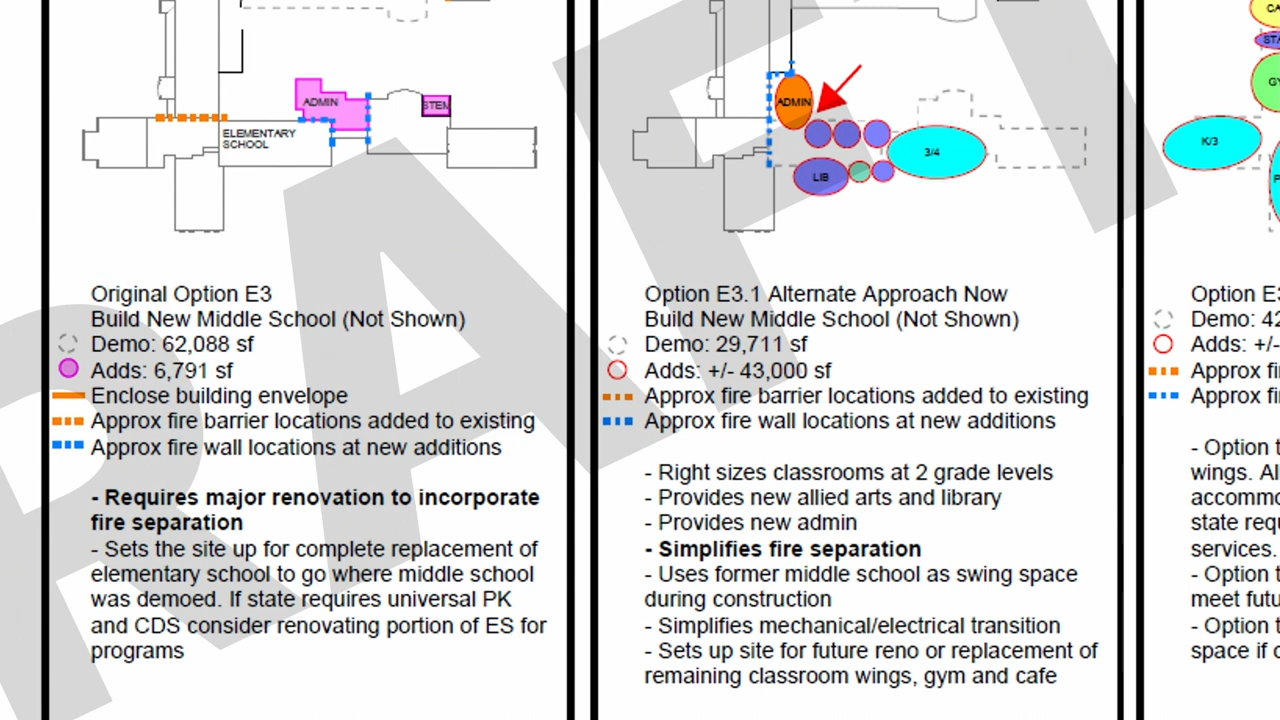 ADMIN
STEM
ELEMENTARY
SCHOOL
Original Option E3
Build New Middle School (Not Shown)
Demo: 62,088 sf
Adds: 6,791 sf
Enclose building envelope
Approx fire barrier locations added to existing
Approx fire wall locations at new additions
- Requires major renovation to incorporate
fire separation
- Sets the site up for complete replacement of
elementary school to go where middle school
was demoed. If state requires universal PK
and CDS consider renovating portion of ES for
programs
ADMIN
3/4
LIB
Option E3.1 Alternate Approach Now
Build New Middle School (Not Shown)
Demo: 29,711 sf
Adds: +/- 43,000 sf
Approx fire barrier locations added to existing
Approx fire wall locations at new additions
- Right sizes classrooms at 2 grade levels
- Provides new allied arts and library
- Provides new admin
- Simplifies fire separation
- Uses former middle school as swing space
during construction
- Simplifies mechanical/electrical transition
- Sets up site for future reno or replacement of
remaining classroom wings, gym and cafe
CA
STA
GY
K/3
P
Option E3
Demo: 42
Adds: +/-
Approx fi
Approx fi
- Option t
wings. Al
accommo
state requ
services.
- Option t
meet futu
- Option t
space if c
RAFT